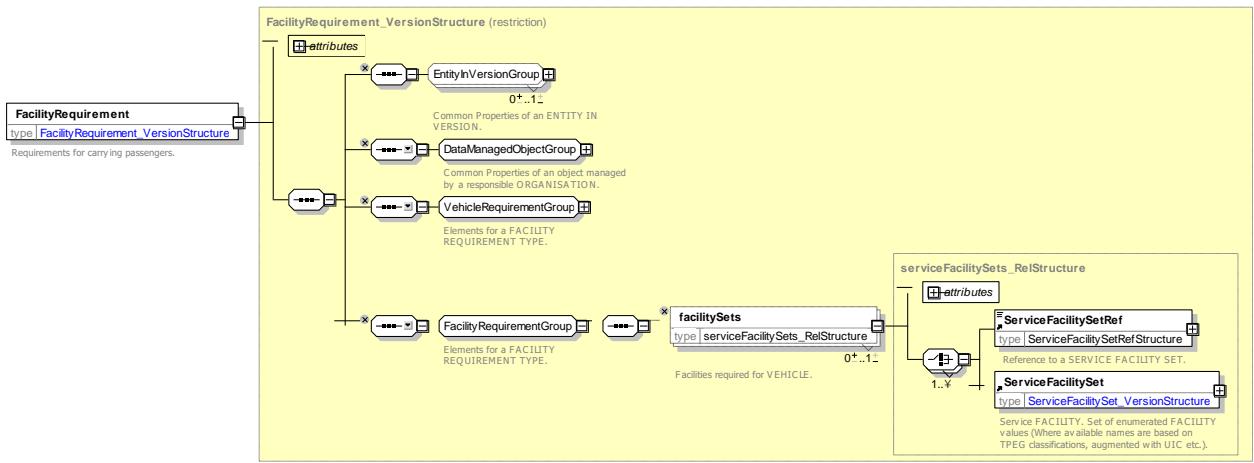 FacilityRequirement_VersionStructure (restriction)
attributes
EntityInVersionGroup
0..1
Common Properties of an ENTITY IN
VERSION.
FacilityRequirement
type FacilityRequirement_VersionStructure
Requirements for carrying passengers.
DataManagedObjectGroup
Common Properties of an object managed
by a responsible ORGANISATION.
VehicleRequirementGroup
Elements for a FACILITY
REQUIREMENT TYPE.
FacilityRequirementGroup
Elements for a FACILITY
REQUIREMENT TYPE.
facilitySets
type serviceFacilitySets_RelStructure
0..1
Facilities required for VEHICLE.
serviceFacilitySets_RelStructure
attributes
ServiceFacilitySetRef
type ServiceFacilitySetRefStructure
Reference to a SERVICE FACILITY SET.
1..¥
ServiceFacilitySet
type ServiceFacilitySet_VersionStructure
Service FACILITY. Set of enumerated FACILITY
values (Where available names are based on
TPEG classifications, augmented with UIC etc.).